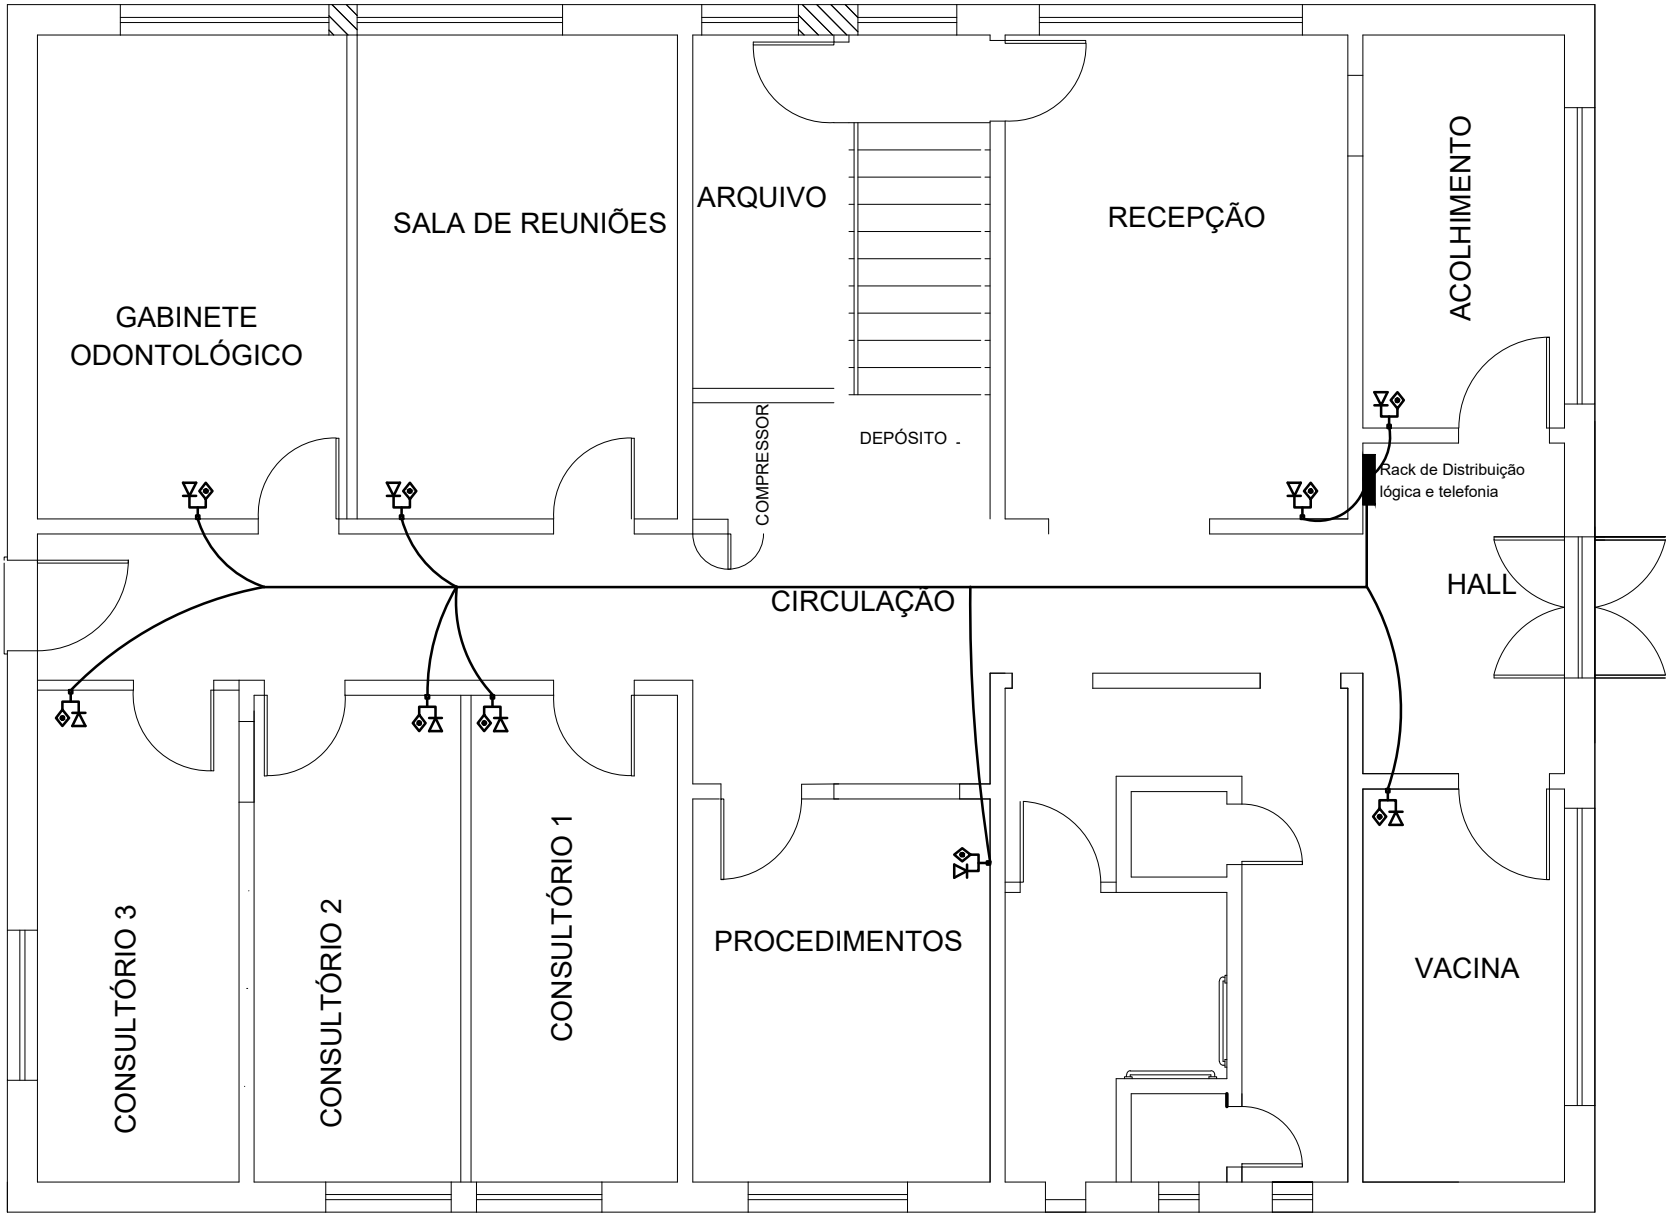 ARQUIVO
SALA DE REUNIÕES
RECEPÇÃO
ACOLHIMENTO
GABINETE
ODONTOLÓGICO
COMPRESSOR
DEPÓSITO
Rack de Distribuição
lógica e telefonia
HALL
CIRCULAÇÃO
CONSULTÓRIO 3
CONSULTÓRIO 2
CONSULTÓRIO 1
PROCEDIMENTOS
VACINA